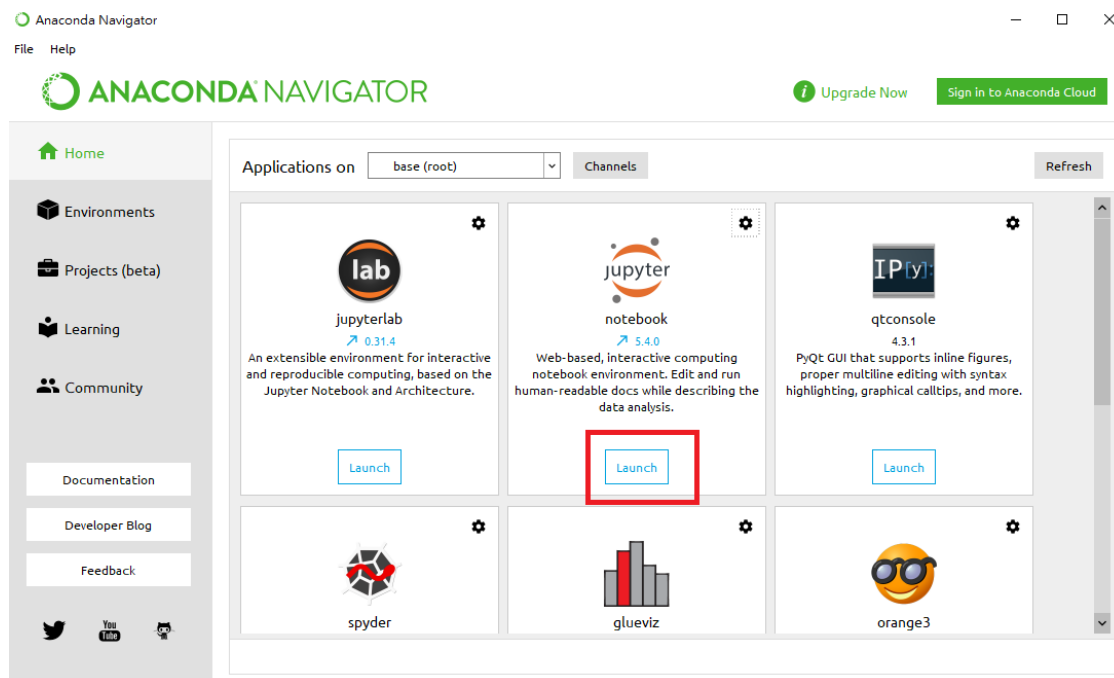 Anaconda Navigator
File Help
ANACONDA NAVIGATOR
i Upgrade Now
Sign in to Anaconda Cloud
Home
Environments
Projects (beta)
Learning
Community
Documentation
Developer Blog
Feedback
You
Tube
Applications on base (root) Channels Refresh
lab
jupyterlab
0.31.4
An extensible environment for interactive
and reproducible computing, based on the
Jupyter Notebook and Architecture.
Launch
jupyter
notebook
5.4.0
Web-based, interactive computing
notebook environment. Edit and run
human-readable docs while describing the
data analysis.
Launch
IP[y]:
qtconsole
4.3.1
PyQt GUI that supports inline figures,
proper multiline editing with syntax
highlighting, graphical calltips, and more.
Launch
spyder
glueviz
orange3